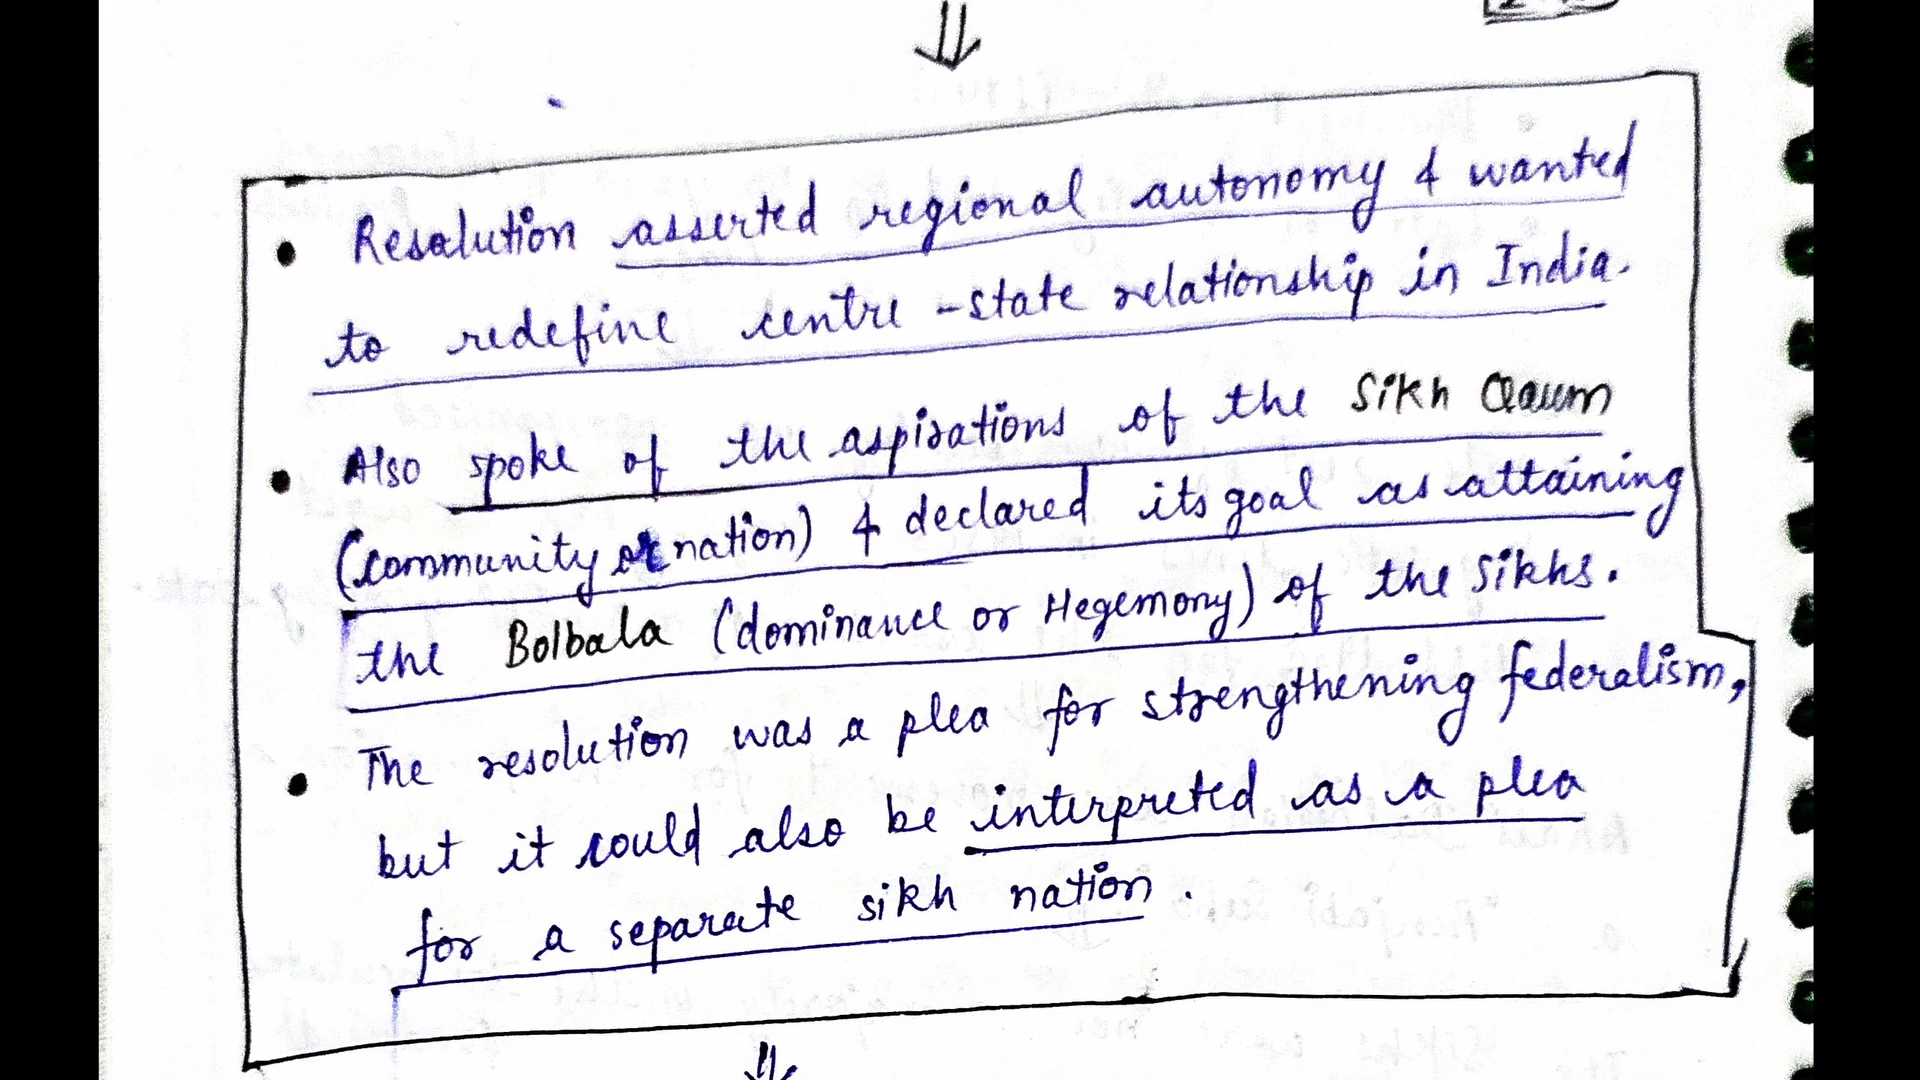 • Resolution asserted regional autonomy & wanted
to redefine centre-state relationship in India.
• Also spoke of the aspirations of the Sikh Qaum
(community or nation) & declared its goal as attaining
the Bolbala (dominance or Hegemony) of the Sikhs.
• The resolution was a plea for strengthening federalism,
but it could also be interpreted as a plea
for a separate sikh nation.